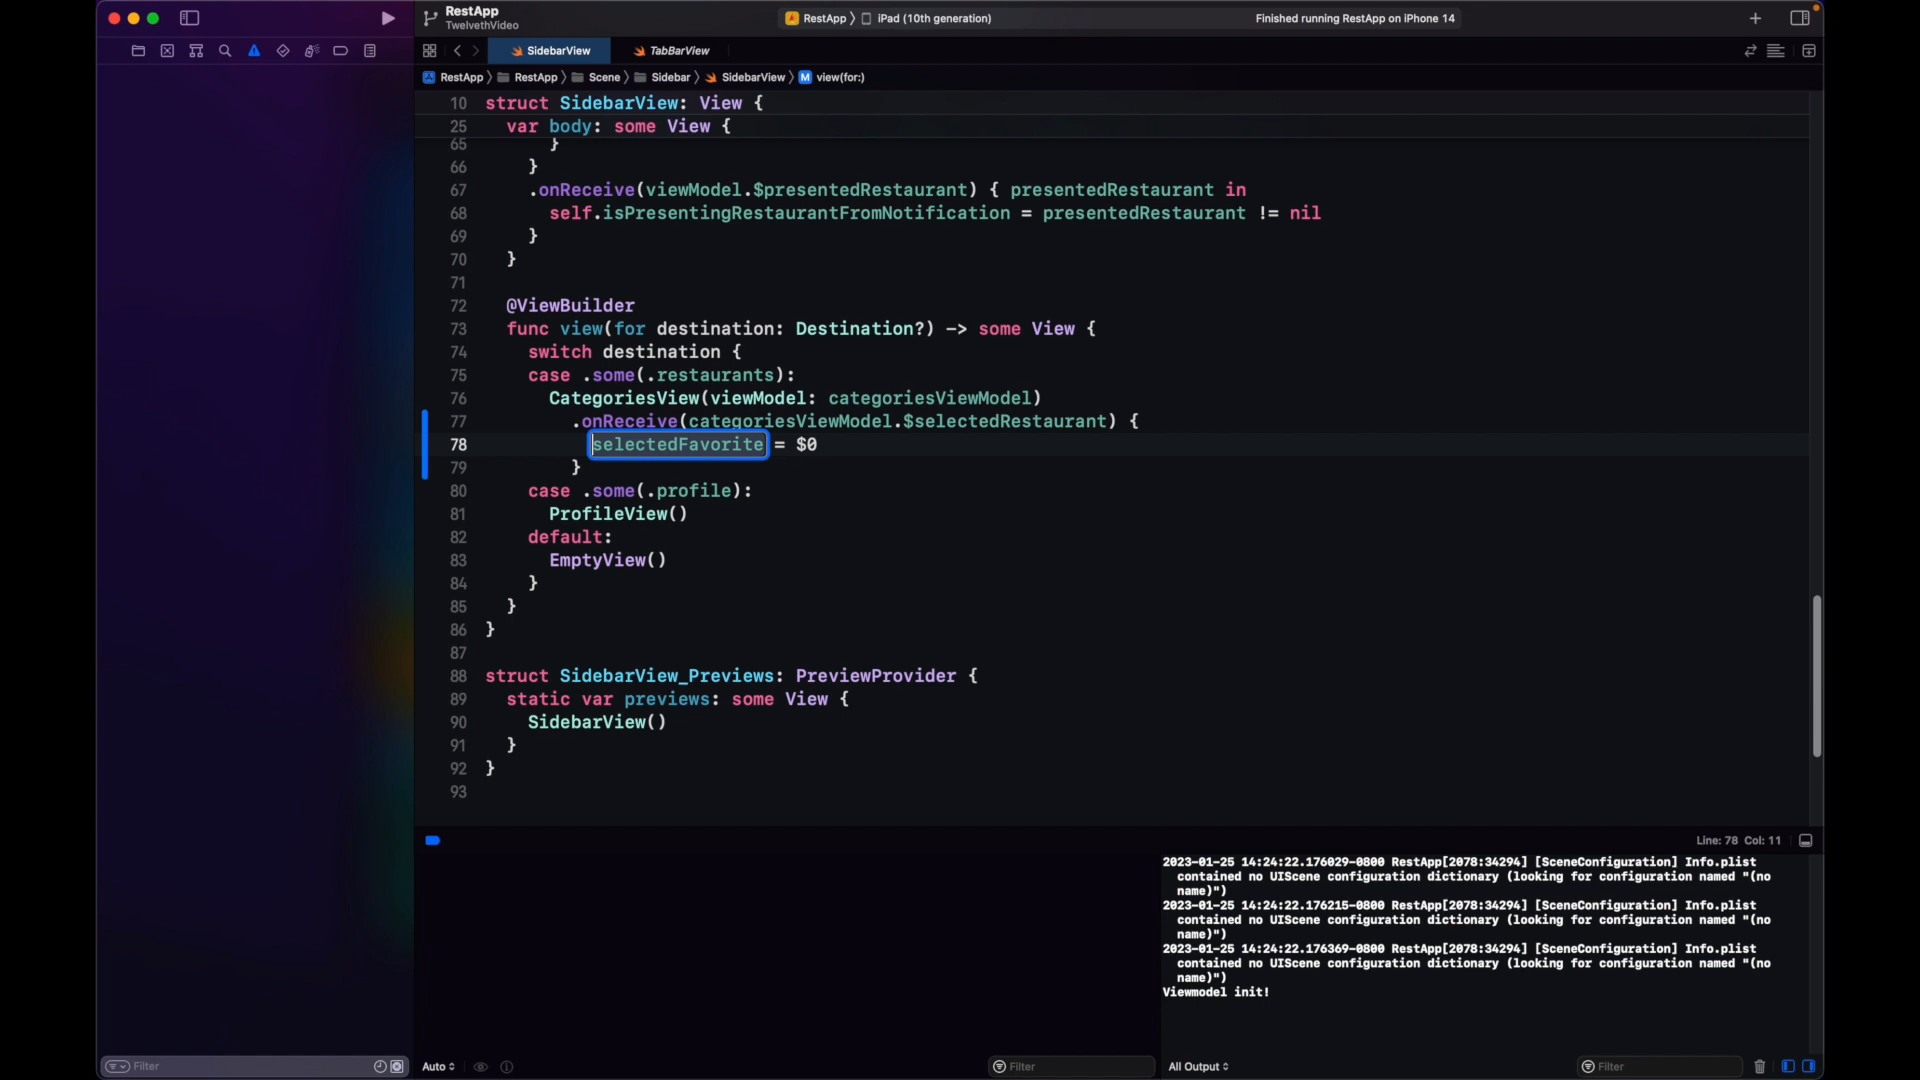 RestApp
TwelvethVideo
RestApp
iPad (10th generation)
Finished running RestApp on iPhone 14
SidebarView
TabBarView
RestApp
RestApp
Scene
Sidebar
SidebarView
M
view(for:)
10 struct SidebarView: View {
25 var body: some View {
65 }
66 }
67 .onReceive(viewModel.$presentedRestaurant) { presentedRestaurant in
68 self.isPresentingRestaurantFromNotification = presentedRestaurant != nil
69 }
70 }
71
72 @ViewBuilder
73 func view(for destination: Destination?) -> some View {
74 switch destination {
75 case .some(.restaurants):
76 CategoriesView(viewModel: categoriesViewModel)
77 .onReceive(categoriesViewModel.$selectedRestaurant) {
78 selectedFavorite = $0
79 }
80 case .some(.profile):
81 ProfileView()
82 default:
83 EmptyView()
84 }
85 }
86 }
87
88 struct SidebarView_Previews: PreviewProvider {
89 static var previews: some View {
90 SidebarView()
91 }
92 }
93
Line: 78 Col: 11
2023-01-25 14:24:22.176029-0800 RestApp[2078:34294] [SceneConfiguration] Info.plist
contained no UIScene configuration dictionary (looking for configuration named "(no
name)")
2023-01-25 14:24:22.176215-0800 RestApp[2078:34294] [SceneConfiguration] Info.plist
contained no UIScene configuration dictionary (looking for configuration named "(no
name)")
2023-01-25 14:24:22.176369-0800 RestApp[2078:34294] [SceneConfiguration] Info.plist
contained no UIScene configuration dictionary (looking for configuration named "(no
name)")
Viewmodel init!
Filter
Auto
Filter
All Output
Filter